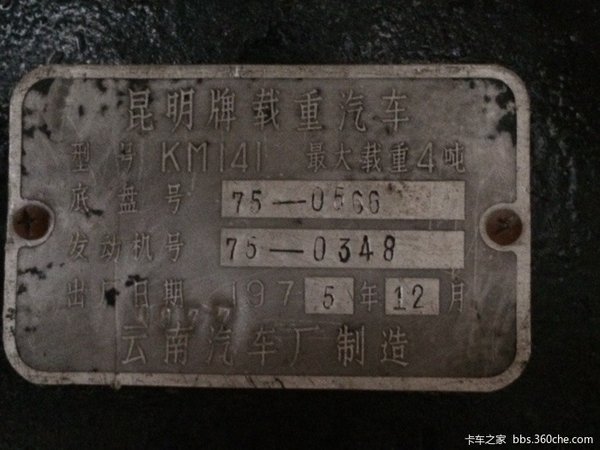 昆明牌载重汽车
型号 KM141 最大载重4吨
底盘号 75—0566
发动机号 75—0348
出厂日期 1975年12月
云南汽车厂制造
卡车之家 bbs.360che.com